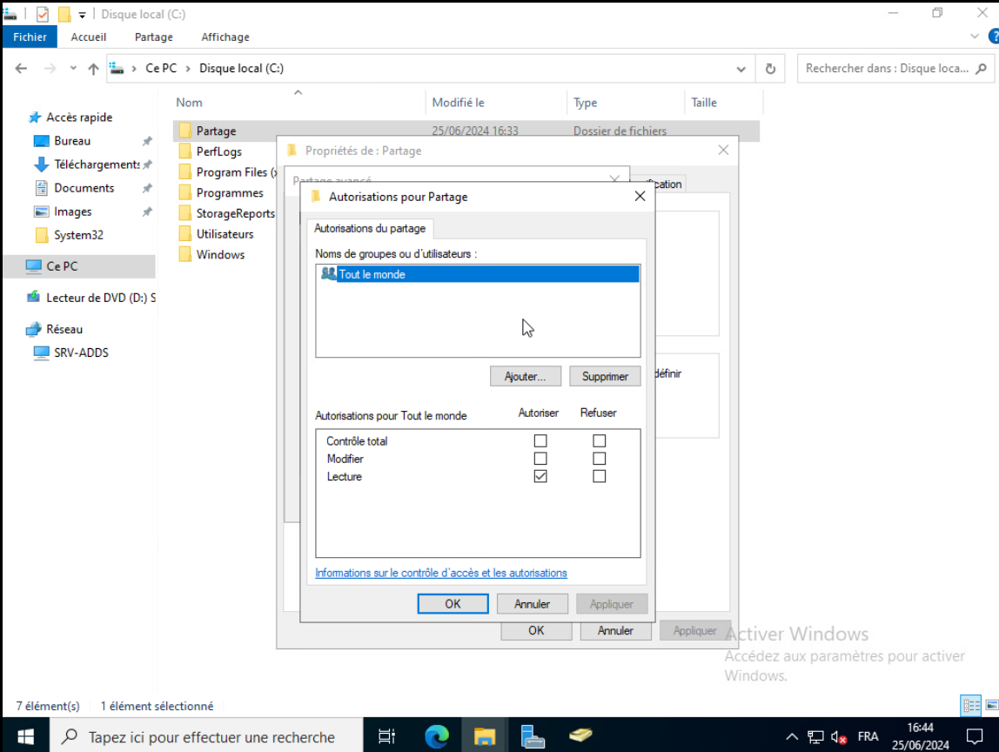 Disque local (C:)
Fichier Accueil Partage Affichage
Ce PC Disque local (C:)
Rechercher dans : Disque loca...
Nom Modifié le Type Taille
Accès rapide
Bureau
Téléchargements
Documents
Images
System32
Ce PC
Lecteur de DVD (D:) S
Réseau
SRV-ADDS
Partage 25/06/2024 16:33 Dossier de fichiers
PerfLogs
Program Files (x
Programmes
StorageReports
Utilisateurs
Windows
Propriétés de : Partage
Partage avancé
fication
définir
Autorisations pour Partage
Autorisations du partage
Noms de groupes ou d'utilisateurs :
Tout le monde
Ajouter... Supprimer
Autorisations pour Tout le monde Autoriser Refuser
Contrôle total
Modifier
Lecture
Informations sur le contrôle d'accès et les autorisations
OK Annuler Appliquer
OK Annuler Appliquer
Activer Windows
Accédez aux paramètres pour activer
Windows.
7 élément(s) 1 élément sélectionné
Tapez ici pour effectuer une recherche
FRA
16:44
25/06/2024